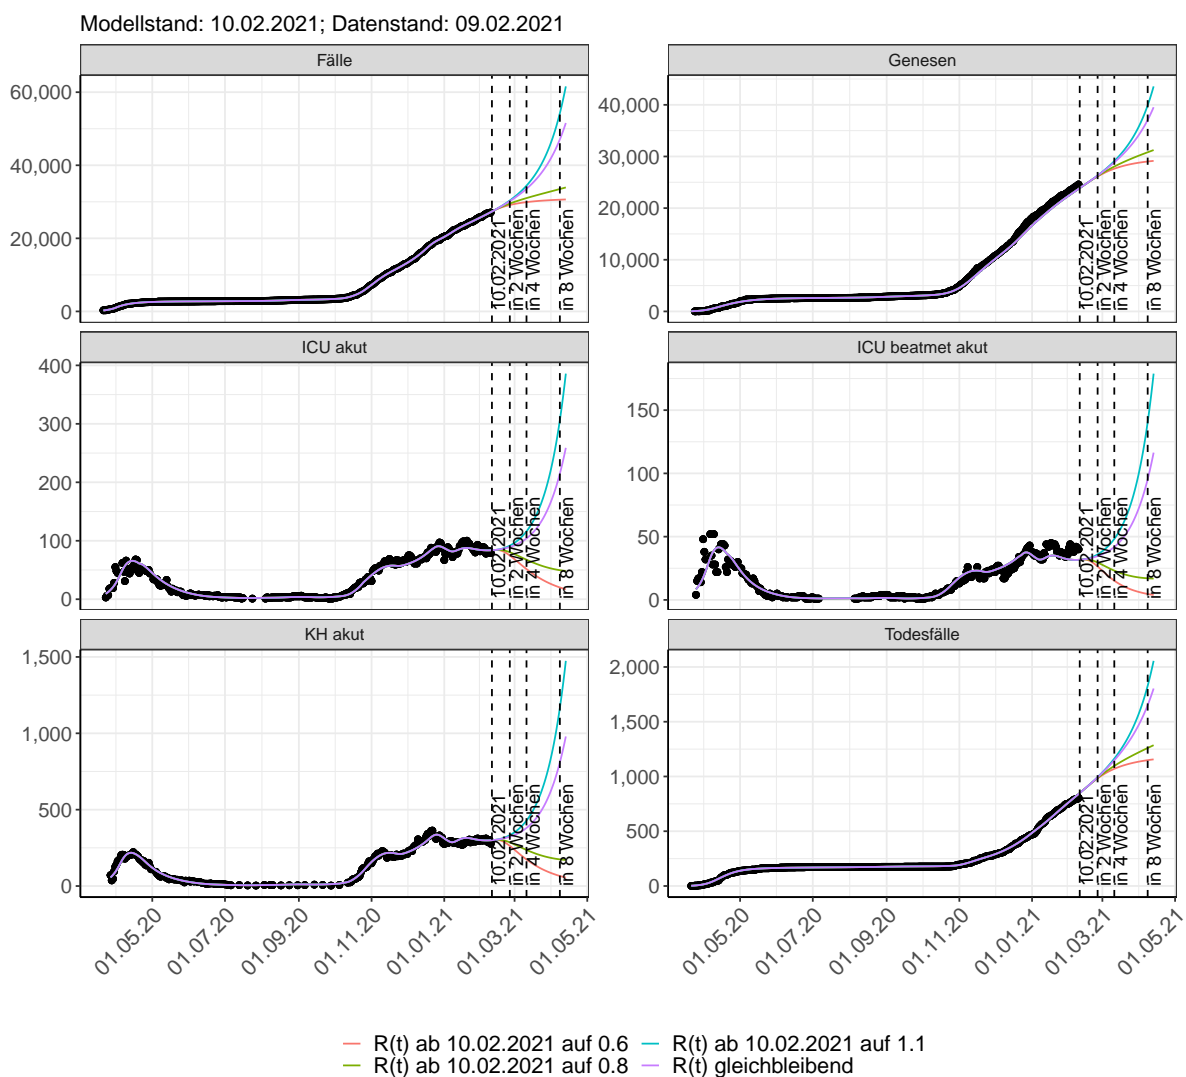 Modellstand: 10.02.2021; Datenstand: 09.02.2021
Fälle
Genesen
60,000
40,000
20,000
0
10.02.2021
in 2 Wochen
in 4 Wochen
in 8 Wochen
40,000
30,000
20,000
10,000
0
10.02.2021
in 2 Wochen
in 4 Wochen
in 8 Wochen
ICU akut
ICU beatmet akut
400
300
200
100
0
10.02.2021
in 2 Wochen
in 4 Wochen
in 8 Wochen
150
100
50
0
10.02.2021
in 2 Wochen
in 4 Wochen
in 8 Wochen
KH akut
Todesfälle
1,500
1,000
500
0
10.02.2021
in 2 Wochen
in 4 Wochen
in 8 Wochen
2,000
1,500
1,000
500
0
10.02.2021
in 2 Wochen
in 4 Wochen
in 8 Wochen
01.05.20 01.07.20 01.09.20 01.11.20 01.01.21 01.03.21 01.05.21
01.05.20 01.07.20 01.09.20 01.11.20 01.01.21 01.03.21 01.05.21
R(t) ab 10.02.2021 auf 0.6 R(t) ab 10.02.2021 auf 1.1
R(t) ab 10.02.2021 auf 0.8 R(t) gleichbleibend